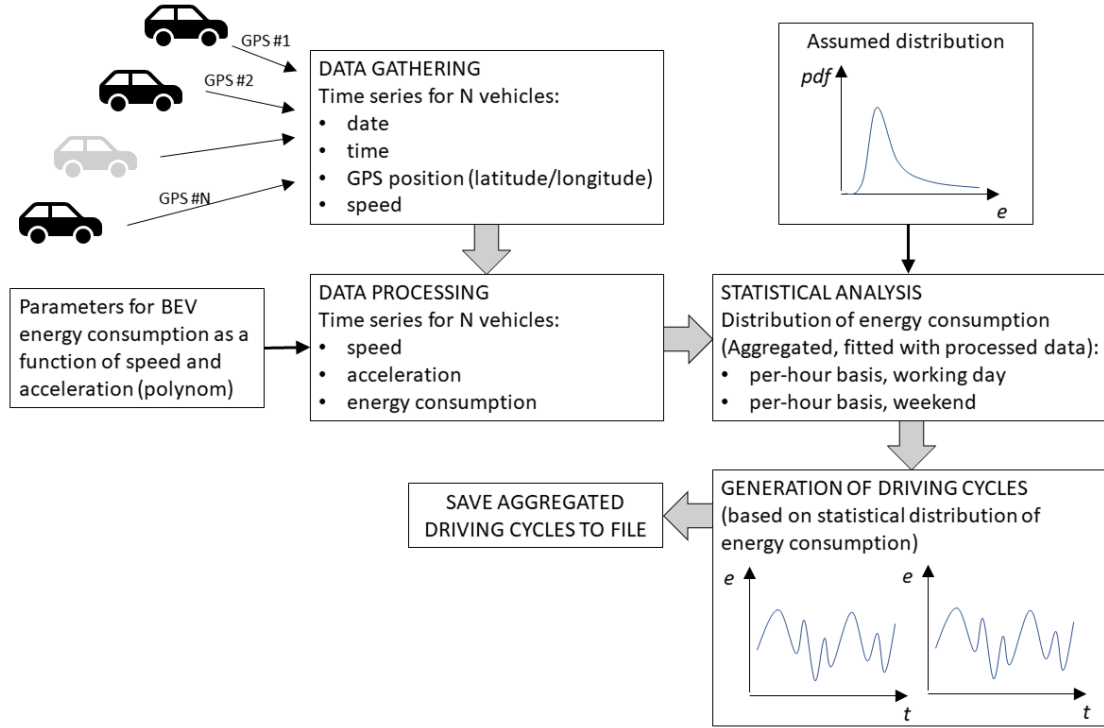 GPS #1
GPS #2
GPS #N
DATA GATHERING
Time series for N vehicles:
• date
• time
• GPS position (latitude/longitude)
• speed
Assumed distribution
pdf
e
Parameters for BEV
energy consumption as a
function of speed and
acceleration (polynom)
DATA PROCESSING
Time series for N vehicles:
• speed
• acceleration
• energy consumption
STATISTICAL ANALYSIS
Distribution of energy consumption
(Aggregated, fitted with processed data):
• per-hour basis, working day
• per-hour basis, weekend
GENERATION OF DRIVING CYCLES
(based on statistical distribution of
energy consumption)
e
t
e
t
SAVE AGGREGATED
DRIVING CYCLES TO FILE